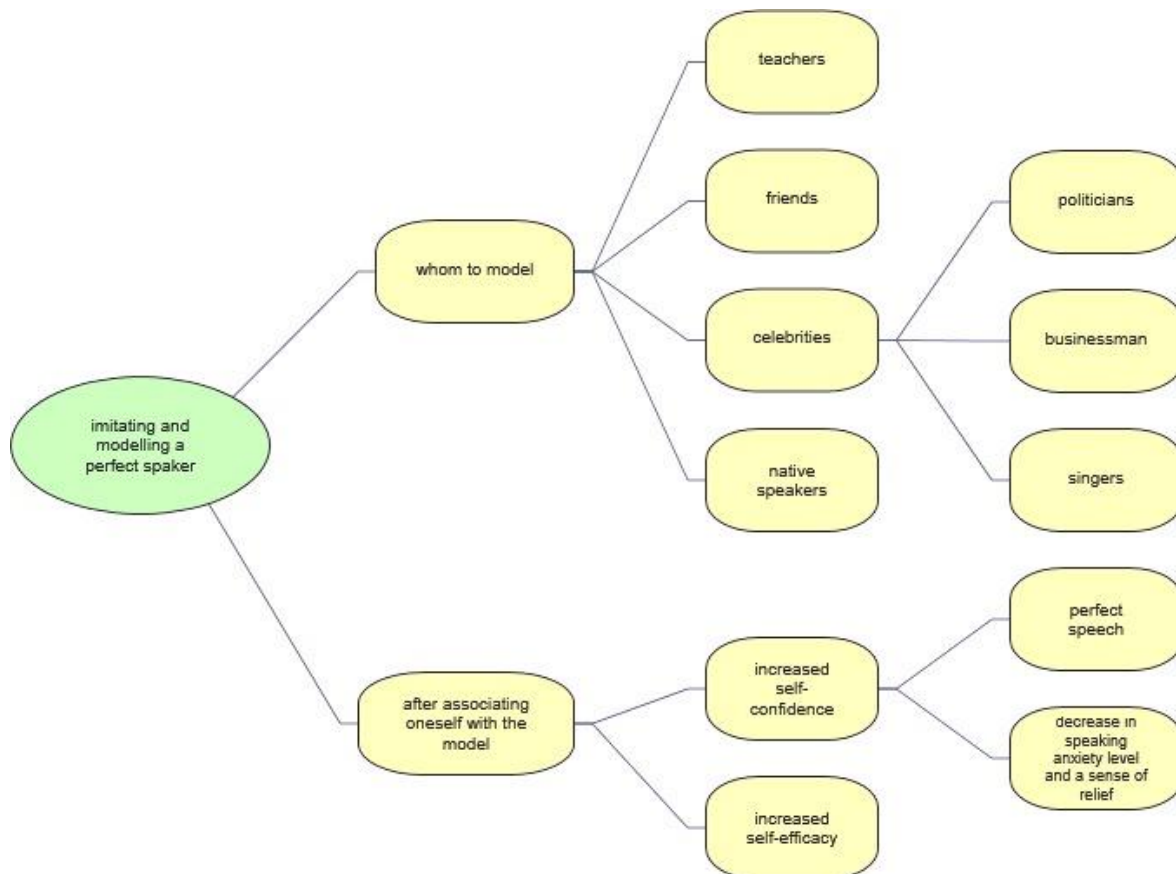 teachers
friends
politicians
whom to model
celebrities
businessman
imitating and
modelling a
perfect spaker
native
speakers
singers
perfect
speech
after associating
oneself with the
model
increased
self-
confidence
decrease in
speaking
anxiety level
and a sense of
relief
increased
self-efficacy